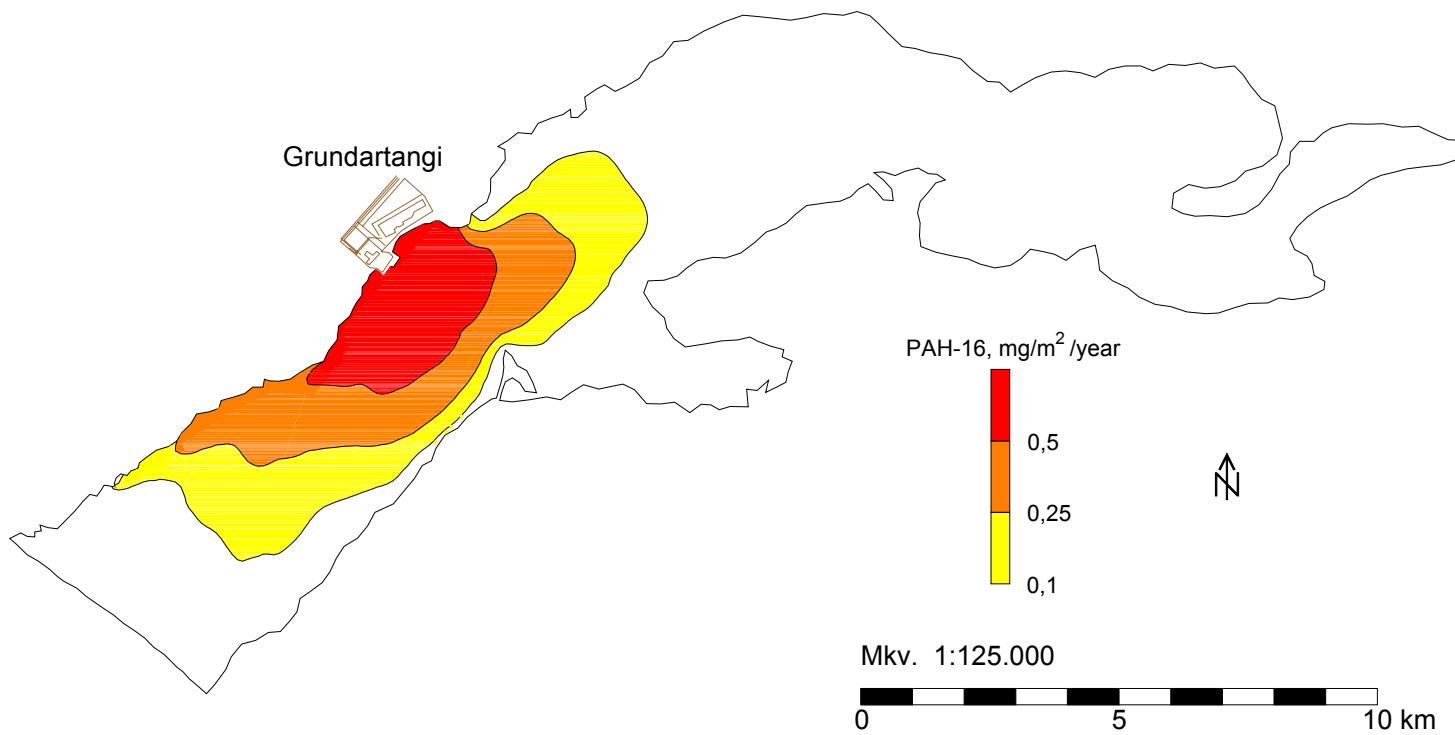 Grundartangi
PAH-16, mg/m² /year
0,5
0,25
0,1
N
Mkv. 1:125.000
0 5 10 km